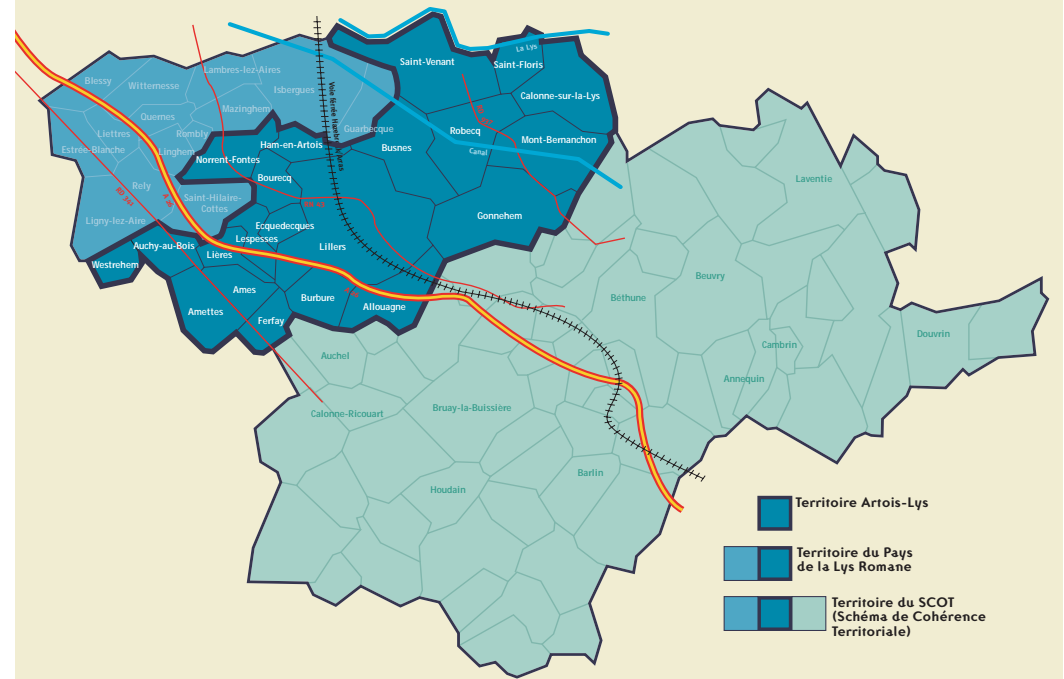 La Lys
Saint-Venant
Saint-Floris
Lambres-lez-Aires
Blessy
Witternesse
Isbergues
Calonne-sur-la-Lys
Mazinghem
Quernes
Guarbecque
Liettres
Rombly
Robecq
Mont-Bernanchon
Ham-en-Artois
Busnes
Estrée-Blanche
Linghem
Canal
Norrent-Fontes
Bourecq
Laventie
Rely
Saint-Hilaire-
Cottes
Gonnehem
Ligny-lez-Aire
Ecquedecques
Lespesses
Auchy-au-Bois
Lillers
Lières
Westrehem
Beuvry
Ames
Burbure
Béthune
Allouagne
Amettes
Ferfay
Douvrin
Cambrin
Auchel
Annequin
Bruay-la-Buissière
Calonne-Ricouart
Barlin
Houdain
Territoire Artois-Lys
Territoire du Pays
de la Lys Romane
Territoire du SCOT
(Schéma de Cohérence
Territoriale)